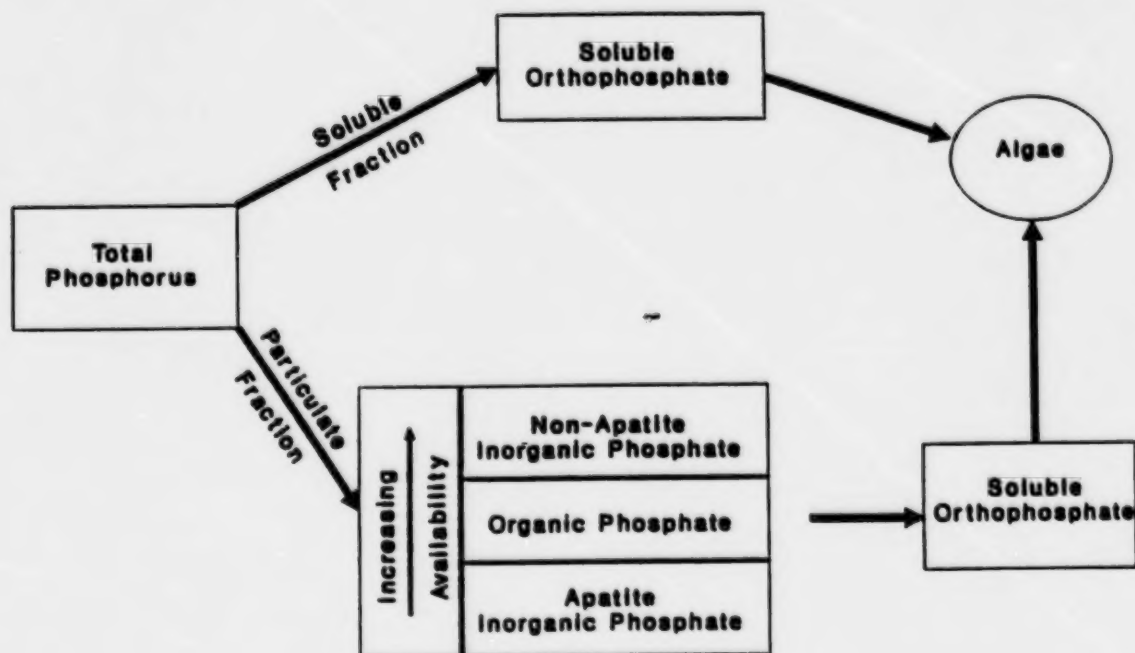 Soluble
Orthophosphate
Soluble
Fraction
Algae
Total
Phosphorus
Particulate
Fraction
Increasing
Availability
Non-Apatite
Inorganic Phosphate
Organic Phosphate
Apatite
Inorganic Phosphate
Soluble
Orthophosphate